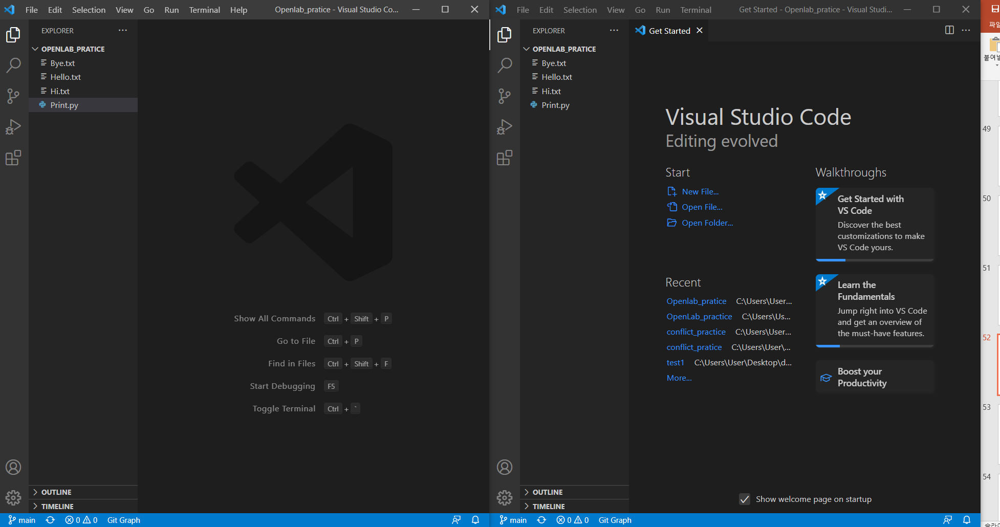 File Edit Selection View Go Run Terminal Help Openlab_pratice - Visual Studio Co...
EXPLORER
OPENLAB_PRATICE
Bye.txt
Hello.txt
Hi.txt
Print.py
Show All Commands Ctrl + Shift + P
Go to File Ctrl + P
Find in Files Ctrl + Shift + F
Start Debugging F5
Toggle Terminal Ctrl + `
OUTLINE
TIMELINE
main 0 0 Git Graph
File Edit Selection View Go Run Terminal Get Started - Openlab_pratice - Visual Studi...
EXPLORER
OPENLAB_PRATICE
Bye.txt
Hello.txt
Hi.txt
Print.py
OUTLINE
TIMELINE
Get Started
Visual Studio Code
Editing evolved
Start
New File...
Open File...
Open Folder...
Recent
Openlab_pratice C:\Users\User...
OpenLab_practice C:\Users\Us...
conflict_practice C:\Users\User...
conflict_pratice C:\Users\User\...
test1 C:\Users\User\Desktop\d...
More...
Walkthroughs
Get Started with
VS Code
Discover the best
customizations to make
VS Code yours.
Learn the
Fundamentals
Jump right into VS Code
and get an overview of
the must-have features.
Boost your
Productivity
Show welcome page on startup
main 0 0 Git Graph
파일
49
50
51
52
53
54